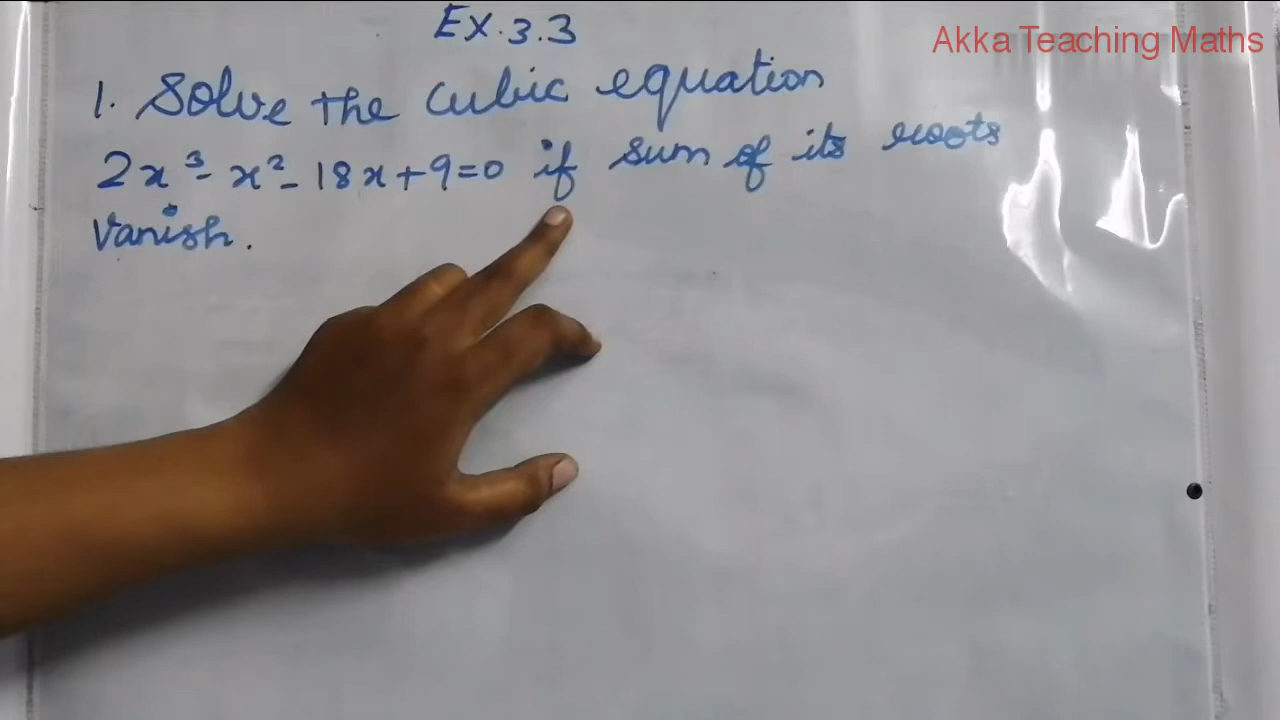 Ex. 3.3
Akka Teaching Maths
1. Solve the cubic equation
2x³ - x² - 18x + 9 = 0 if sum of its roots
vanish.